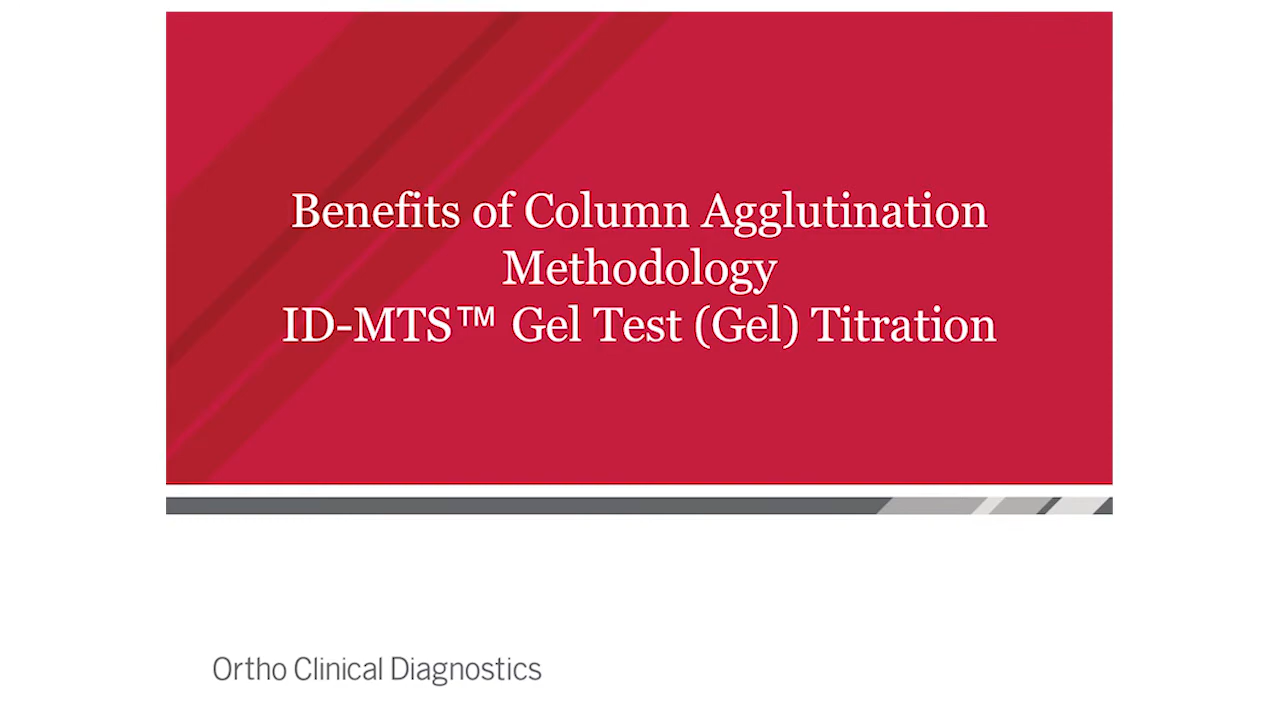 Benefits of Column Agglutination
Methodology
ID-MTS™ Gel Test (Gel) Titration
Ortho Clinical Diagnostics